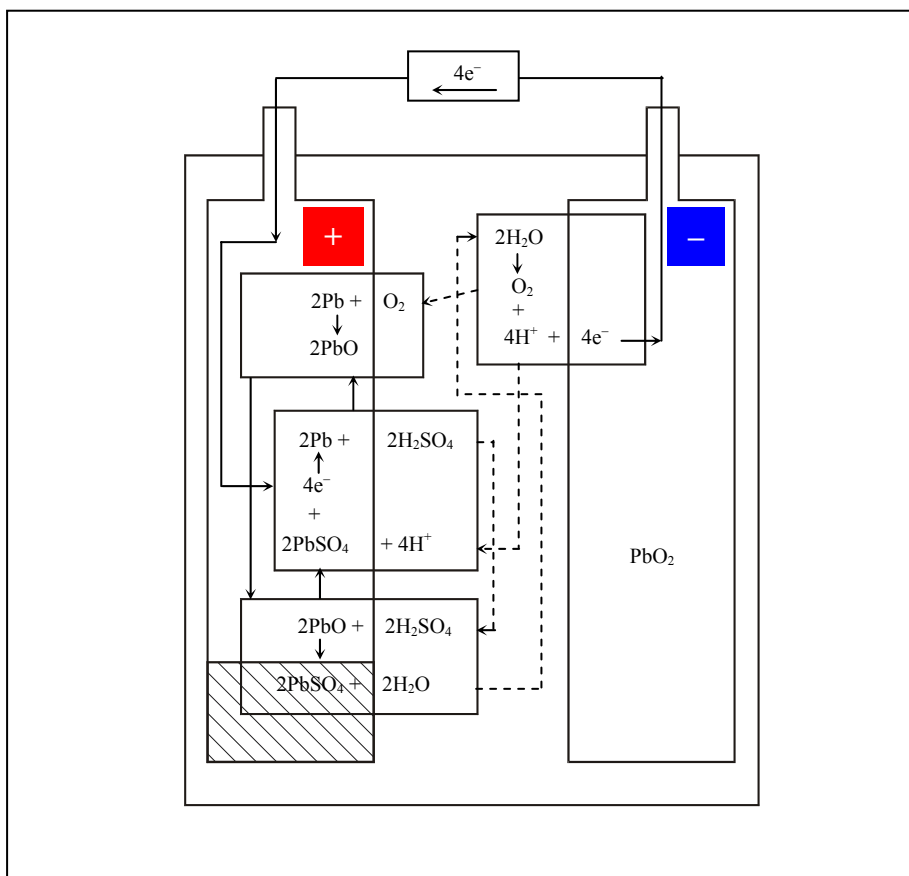 4e⁻
+
–
2H₂O
O₂
+
4H⁺ + 4e⁻
2Pb + O₂
2PbO
2Pb + 2H₂SO₄
4e⁻
+
2PbSO₄ + 4H⁺
PbO₂
2PbO + 2H₂SO₄
2PbSO₄ + 2H₂O